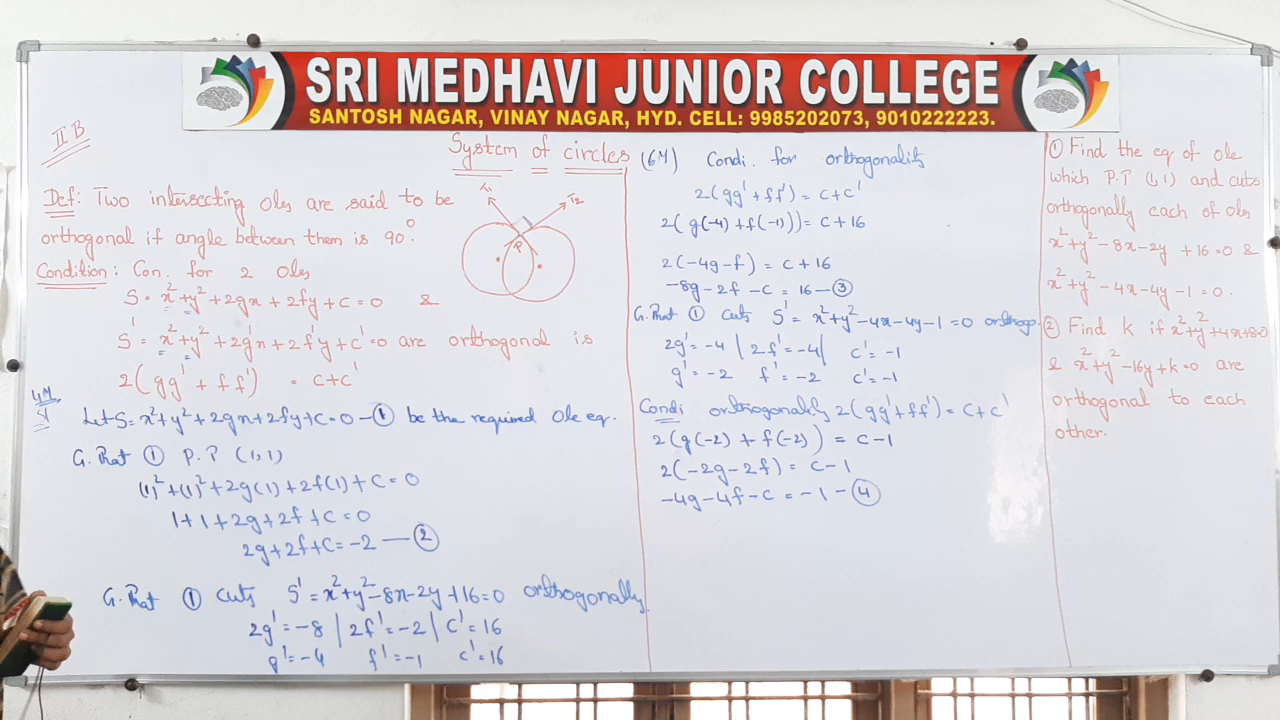 SRI MEDHAVI JUNIOR COLLEGE
SANTOSH NAGAR, VINAY NAGAR, HYD. CELL: 9985202073, 9010222223.
II B
System of circles
Def: Two intersecting Oles are said to be
orthogonal if angle between them is 90°.
Condition: Con. for 2 Oles
S = x²+y²+2gx+2fy+c=0 &
S' = x²+y²+2g'x+2f'y+c'=0 are orthogonal is
2(gg'+ff') = c+c'
T₁
T₂
P
4M
S1
Let S=x²+y²+2gx+2fy+c=0-① be the required Ole eq.
G. That ① P.T (1,1)
(1)²+(1)²+2g(1)+2f(1)+c=0
1+1+2g+2f+c=0
2g+2f+c=-2 — ②
G. That ① cuts S'=x²+y²-8x-2y+16=0 orthogonally.
2g'=-8 | 2f'=-2 | c'=16
g'=-4 f'=-1 c'=16
(6M) Condi. for orthogonality
2(gg'+ff') = c+c'
2(g(-4)+f(-1))) = c+16
2(-4g-f) = c+16
-8g-2f-c = 16-③
G. That ① cuts S'=x²+y²-4x-4y-1=0 orthogo.
2g'=-4 | 2f'=-4 | c'=-1
g'=-2 f'=-2 c'=-1
Condi orthogonality 2(gg'+ff')=c+c'
2(g(-2)+f(-2)) = c-1
2(-2g-2f) = c-1
-4g-4f-c = -1-④
① Find the eq of Ole
which P.T (1,1) and cuts
orthogonally each of Oles
x²+y²-8x-2y+16=0 &
x²+y²-4x-4y-1=0.
② Find k if x²+y²+4x+8=0
& x²+y²-16y+k=0 are
orthogonal to each
other.